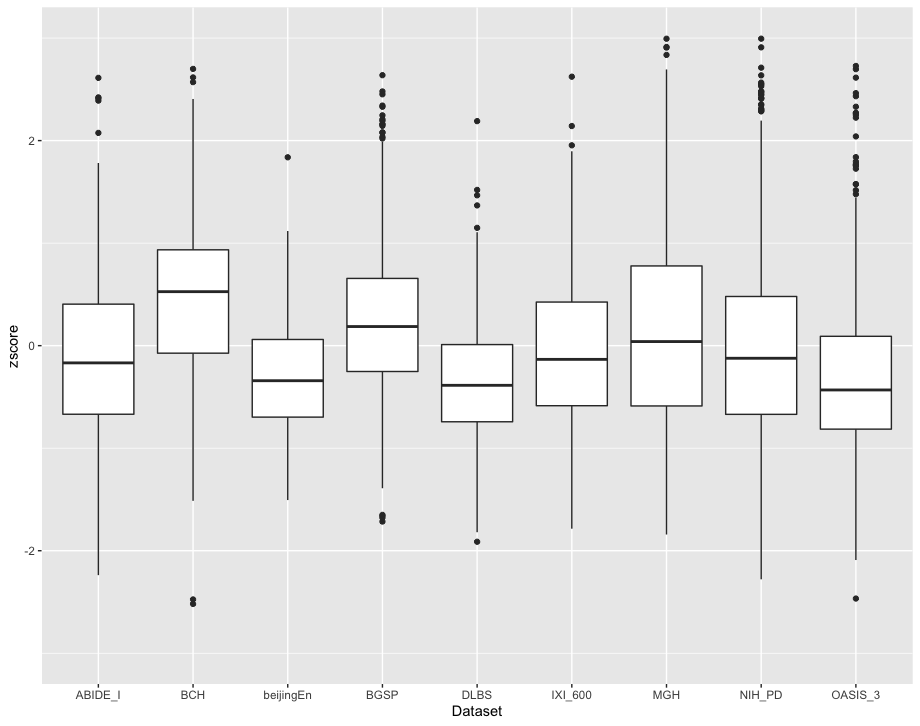 zscore
2
0
-2
ABIDE_I BCH beijingEn BGSP DLBS IXI_600 MGH NIH_PD OASIS_3
Dataset